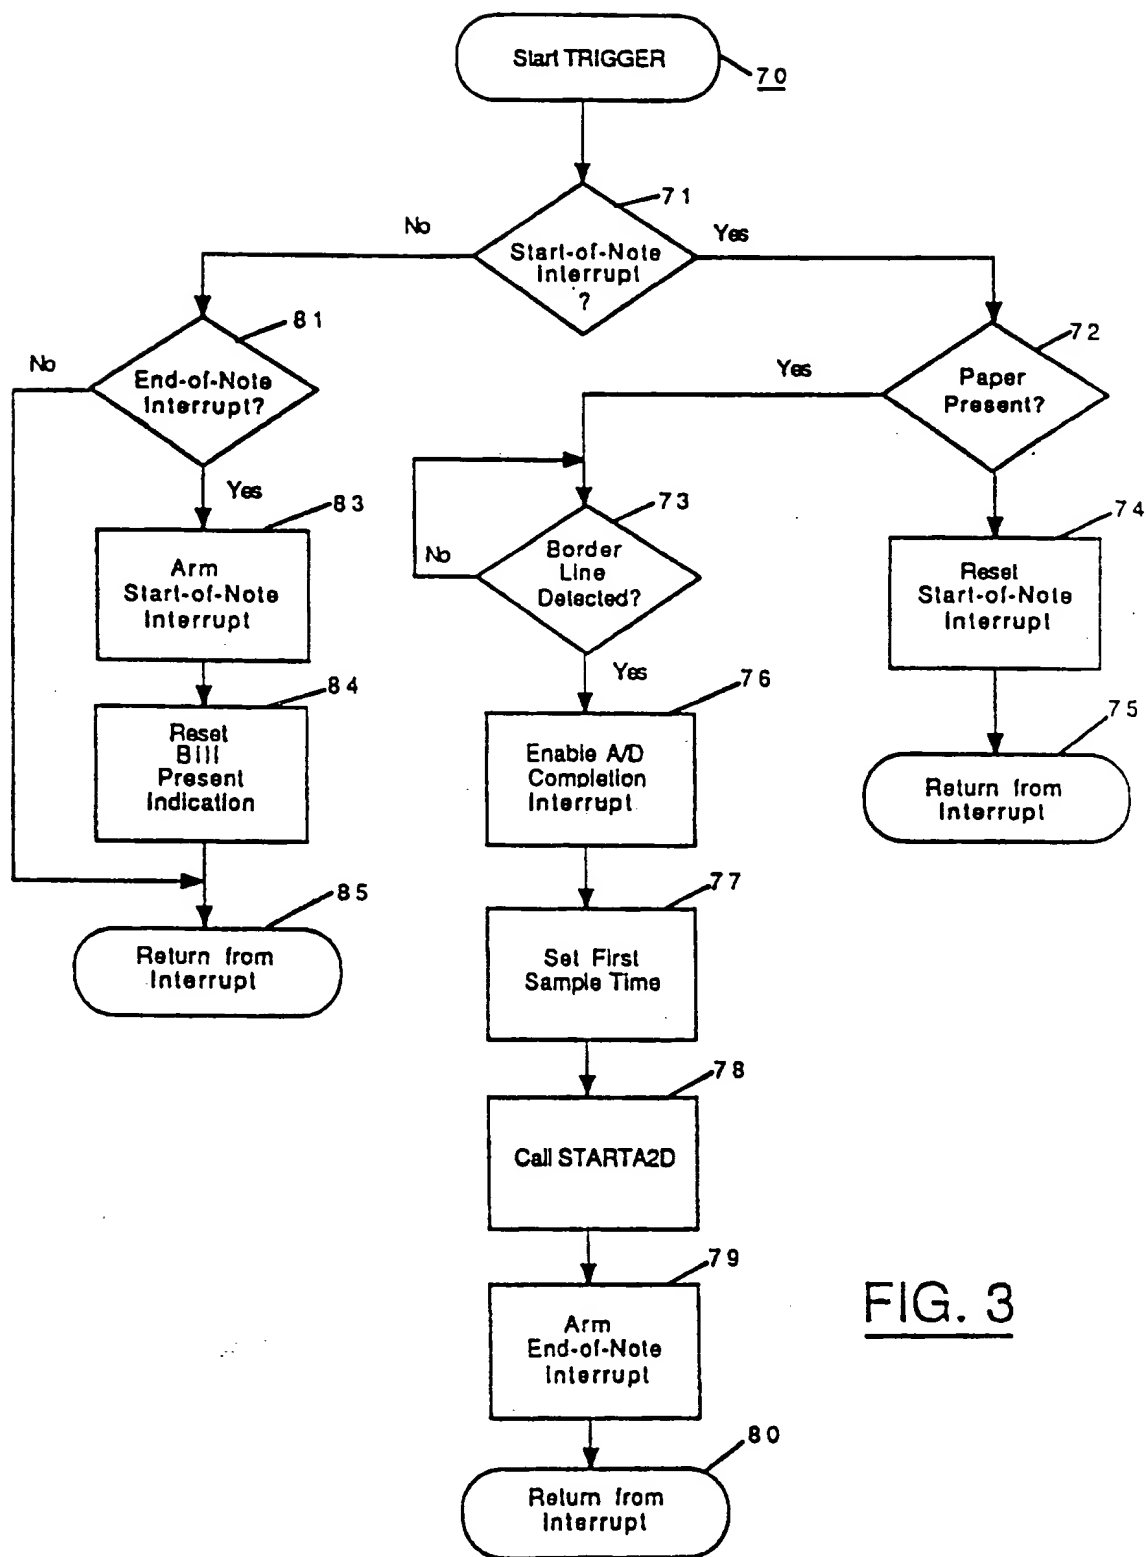 Start TRIGGER
70
71
No
Yes
Start-of-Note
Interrupt
?
81
72
No
Yes
End-of-Note
Interrupt?
Paper
Present?
Yes
83
73
74
Arm
Start-of-Note
Interrupt
No
Border
Line
Detected?
Reset
Start-of-Note
Interrupt
84
Yes
76
75
Reset
Bill
Present
Indication
Enable A/D
Completion
Interrupt
Return from
Interrupt
85
77
Return from
Interrupt
Set First
Sample Time
78
Call STARTA2D
79
Arm
End-of-Note
Interrupt
FIG. 3
80
Return from
Interrupt